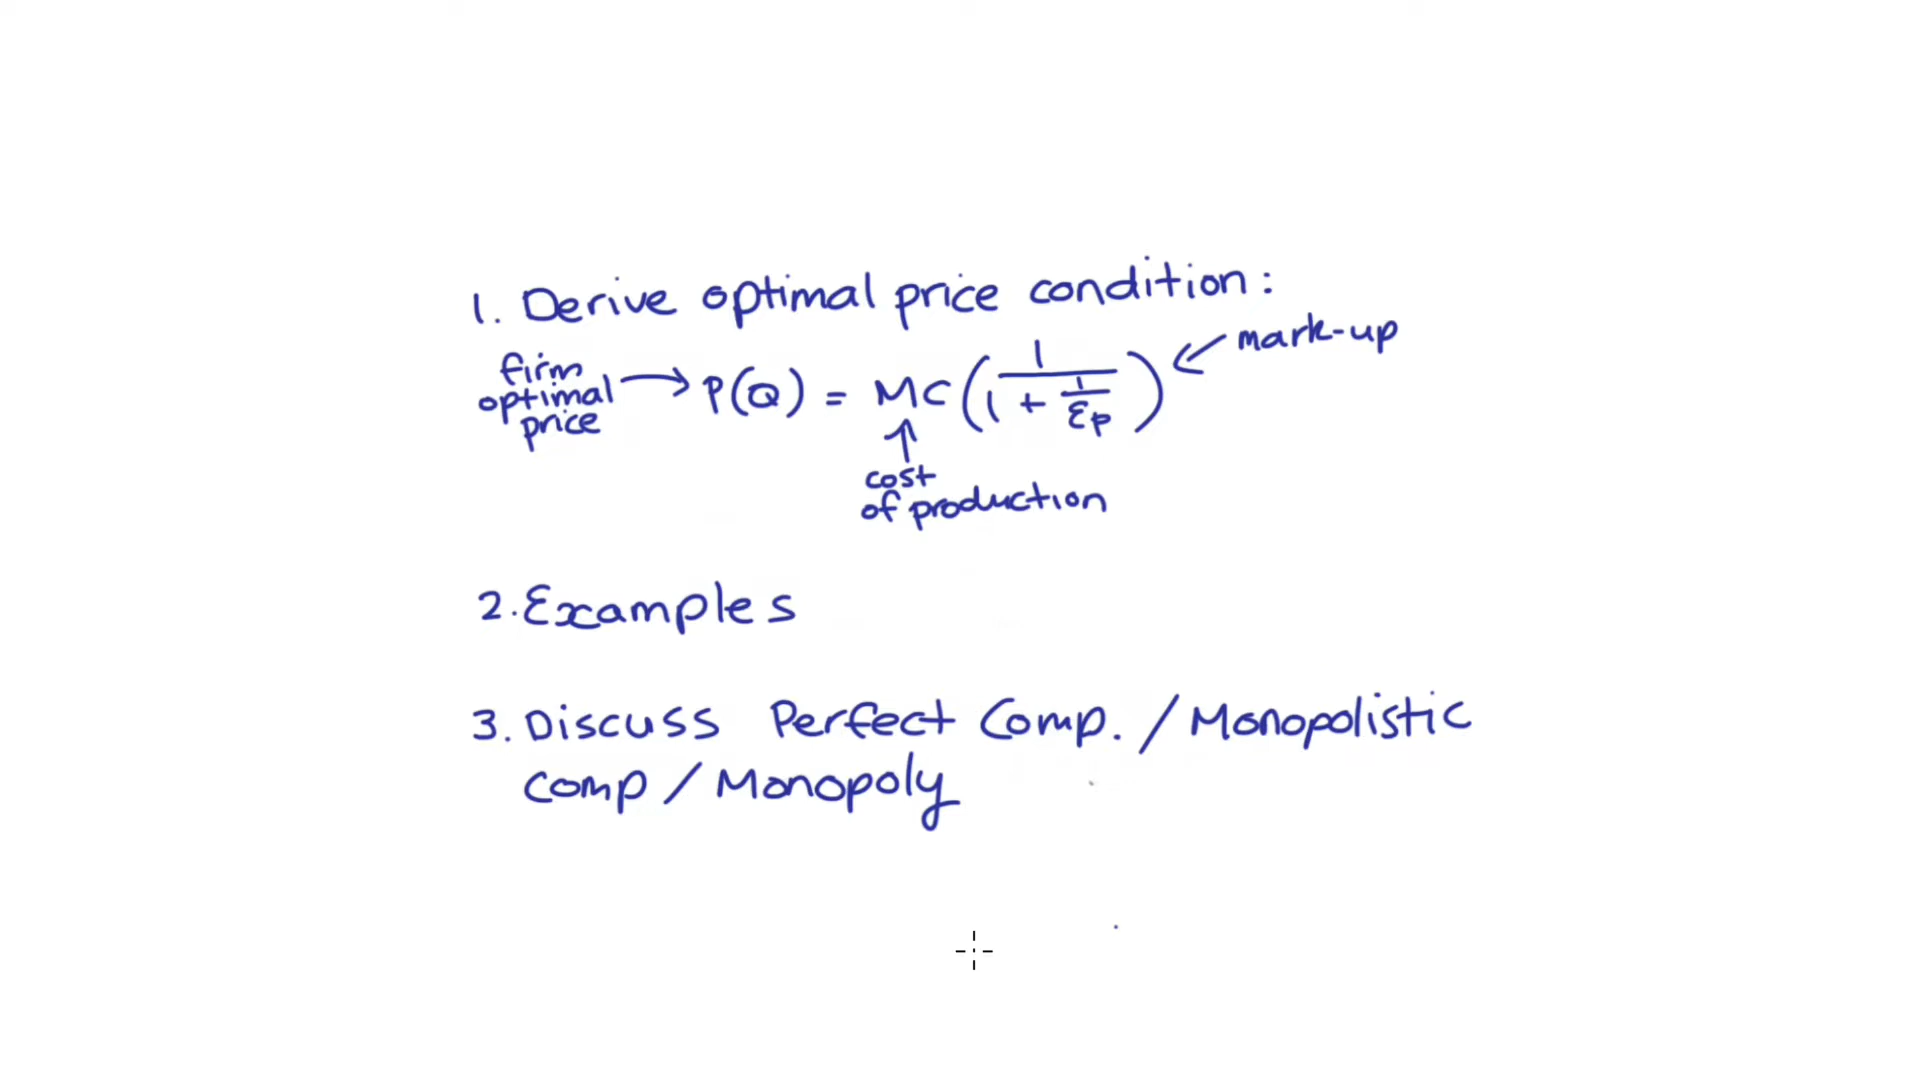 1. Derive optimal price condition:
firm optimal price → P(Q) = MC (1 / (1 + 1/εp)) ← mark-up
↑
cost
of production
2. Examples
3. Discuss Perfect Comp. / Monopolistic
Comp / Monopoly